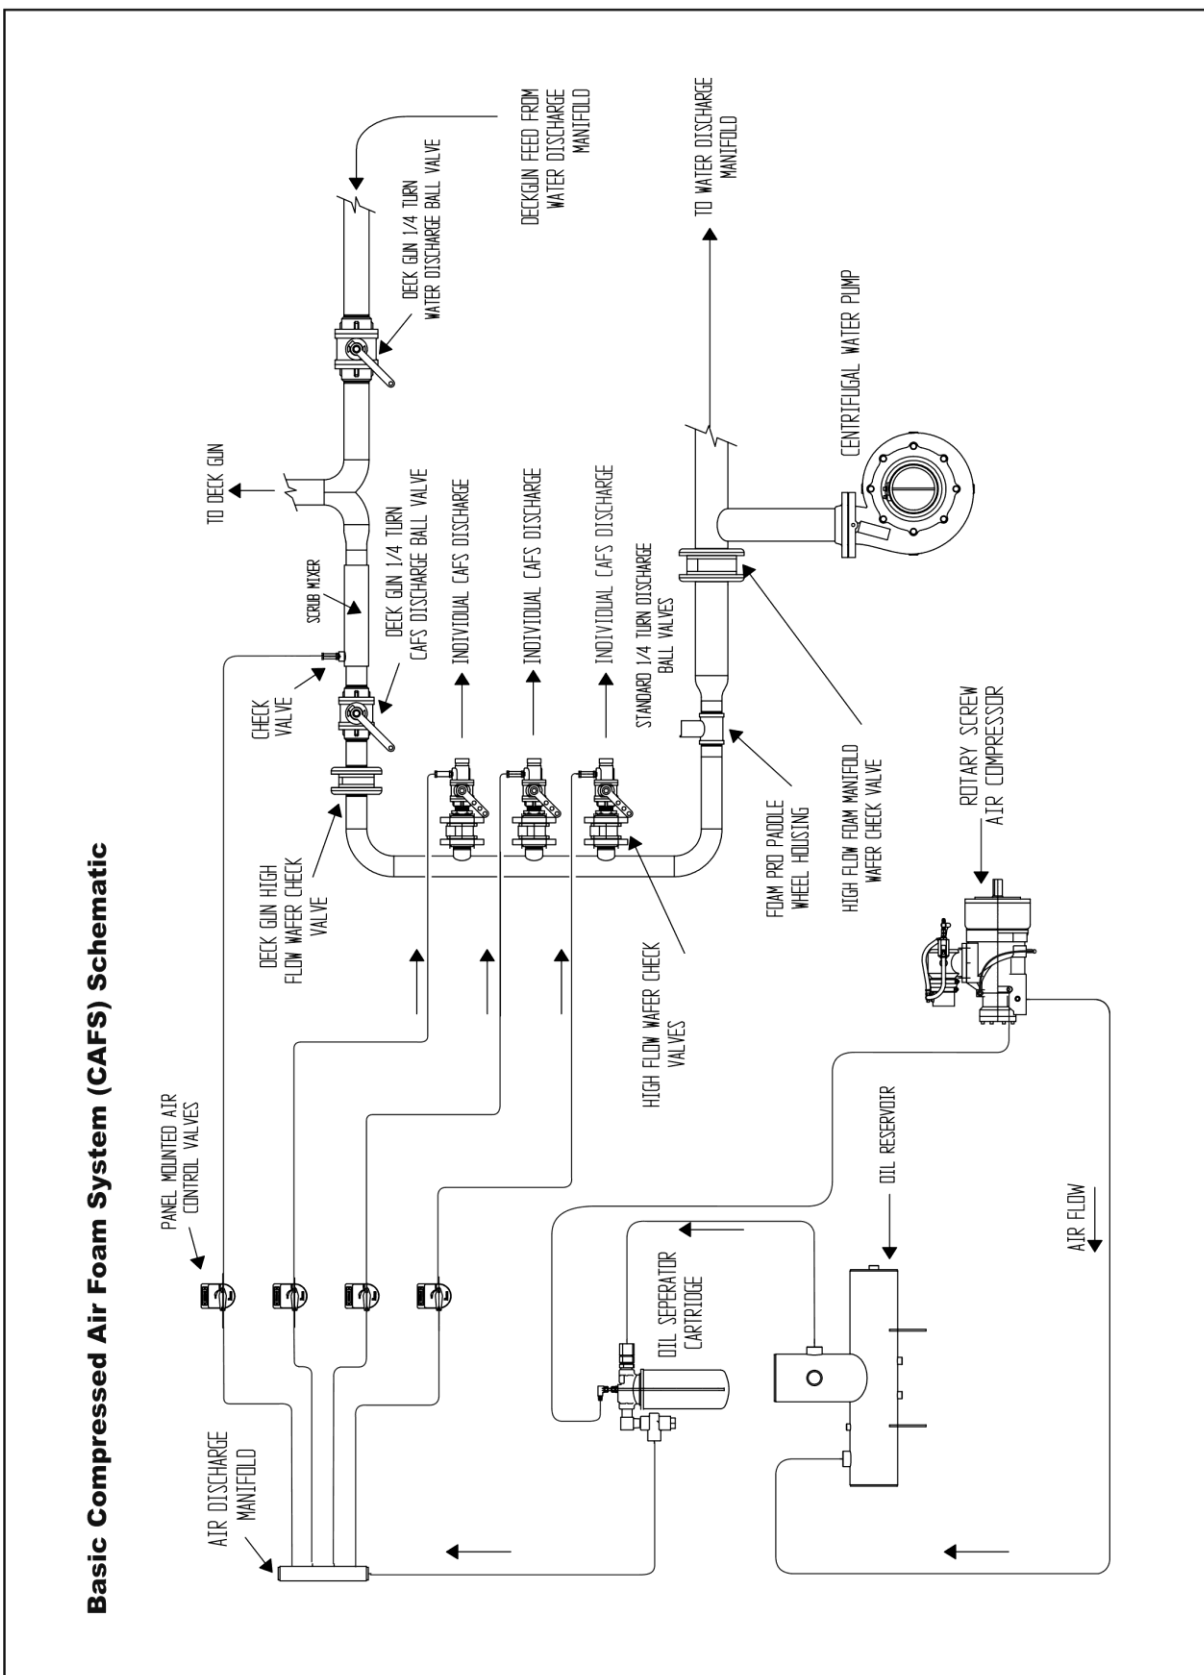 Basic Compressed Air Foam System (CAFS) Schematic
AIR DISCHARGE
MANIFOLD
PANEL MOUNTED AIR
CONTROL VALVES
CHECK
VALVE
SCRUB MIXER
TO DECK GUN
DECK GUN HIGH
FLOW WAFER CHECK
VALVE
DECK GUN 1/4 TURN
CAFS DISCHARGE BALL VALVE
DECK GUN 1/4 TURN
WATER DISCHARGE BALL VALVE
DECKGUN FEED FROM
WATER DISCHARGE
MANIFOLD
INDIVIDUAL CAFS DISCHARGE
INDIVIDUAL CAFS DISCHARGE
INDIVIDUAL CAFS DISCHARGE
STANDARD 1/4 TURN DISCHARGE
BALL VALVES
HIGH FLOW WAFER CHECK
VALVES
TO WATER DISCHARGE
MANIFOLD
OIL SEPERATOR
CARTRIDGE
FOAM PRO PADDLE
WHEEL HOUSING
HIGH FLOW FOAM MANIFOLD
WAFER CHECK VALVE
CENTRIFUGAL WATER PUMP
OIL RESERVOIR
ROTARY SCREW
AIR COMPRESSOR
AIR FLOW